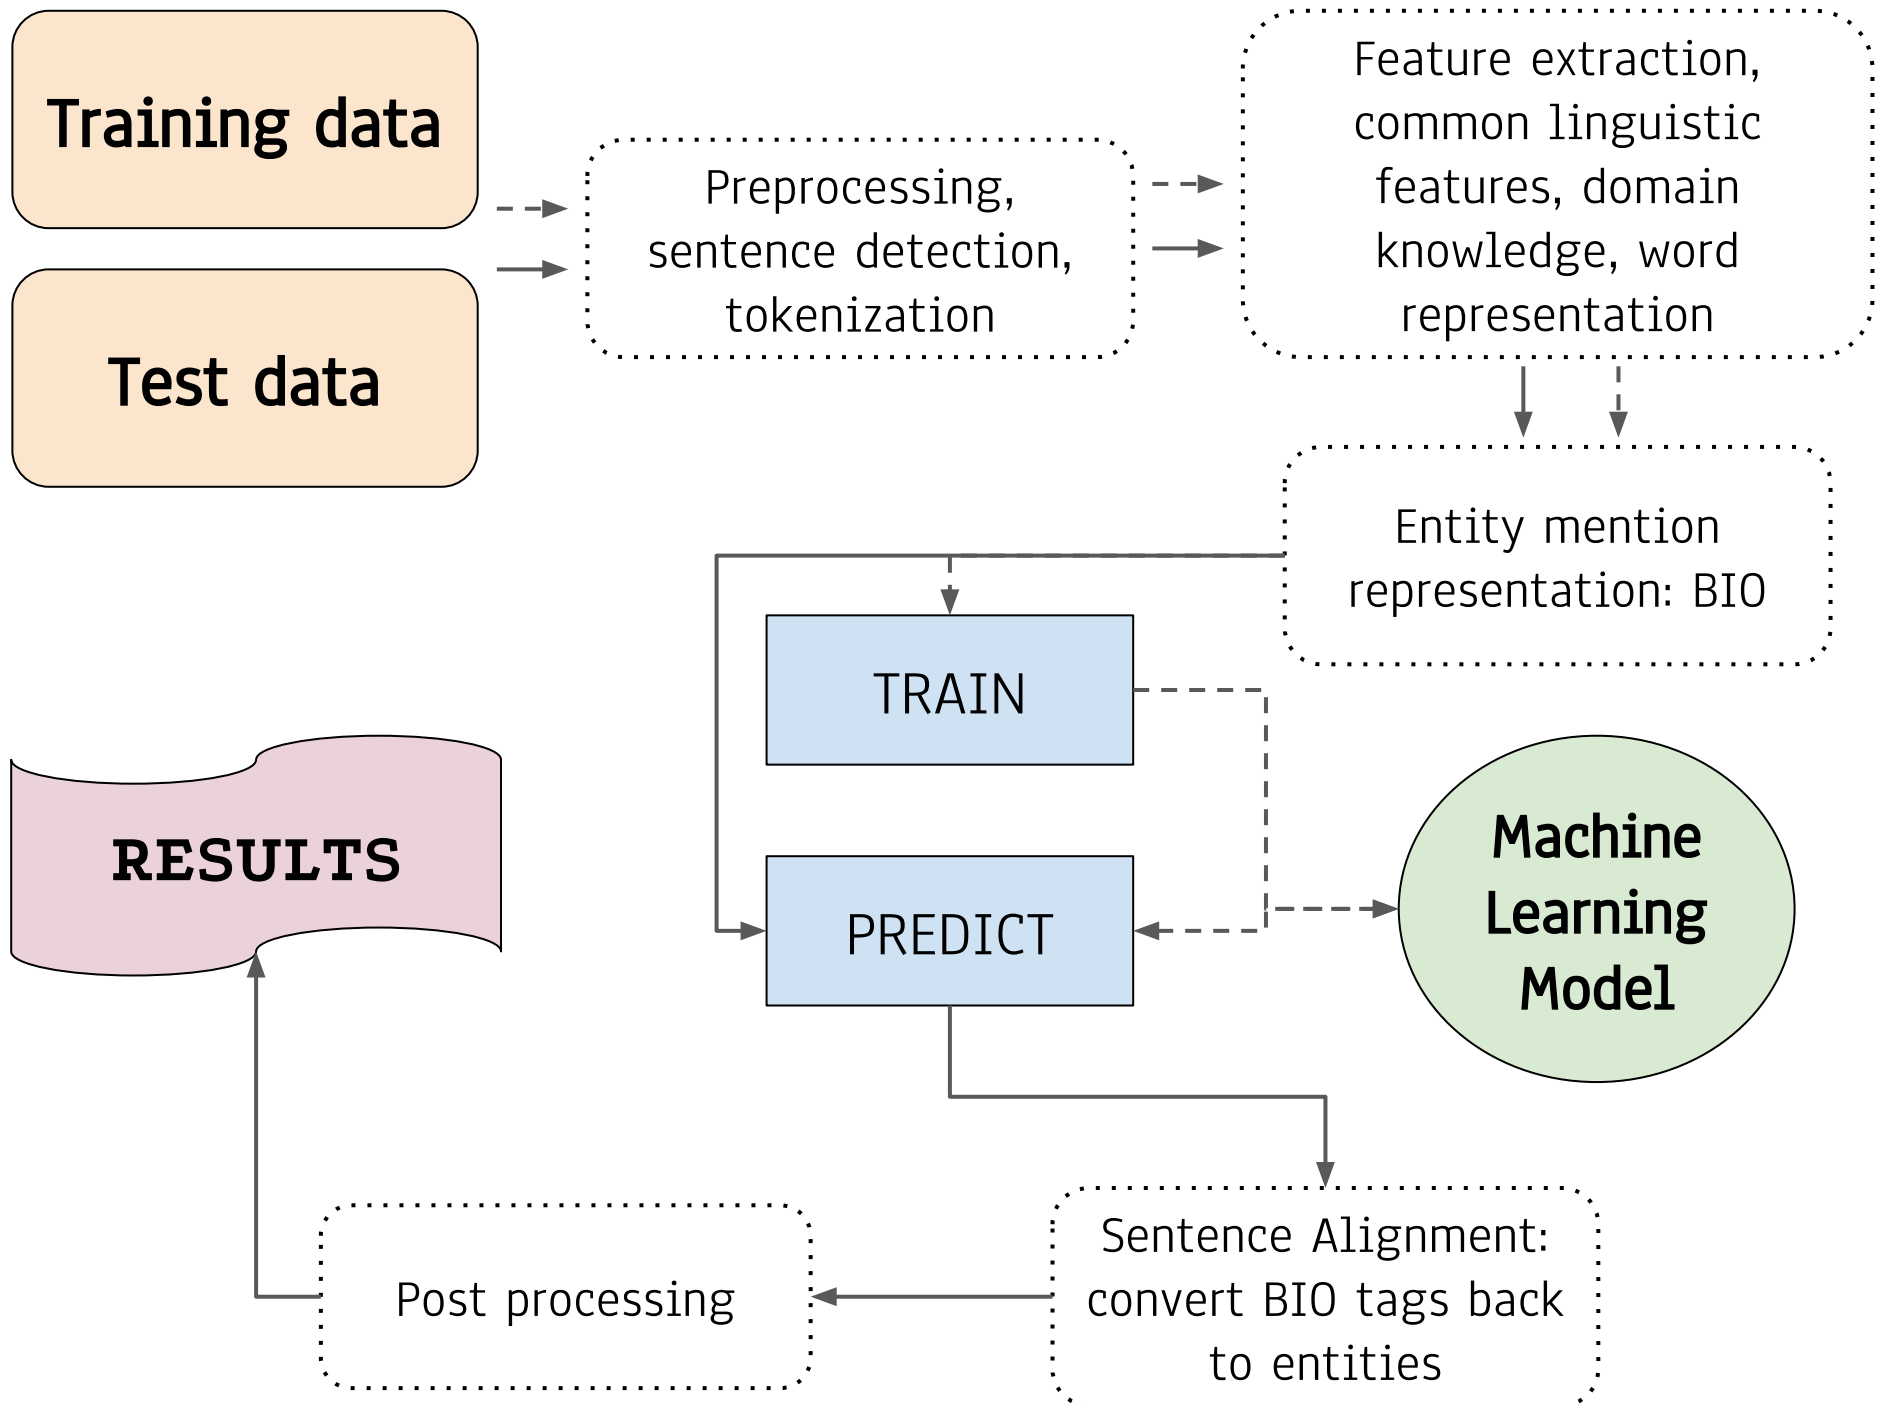 Training data
Test data
Preprocessing,
sentence detection,
tokenization
Feature extraction,
common linguistic
features, domain
knowledge, word
representation
Entity mention
representation: BIO
TRAIN
PREDICT
Machine
Learning
Model
RESULTS
Sentence Alignment:
convert BIO tags back
to entities
Post processing